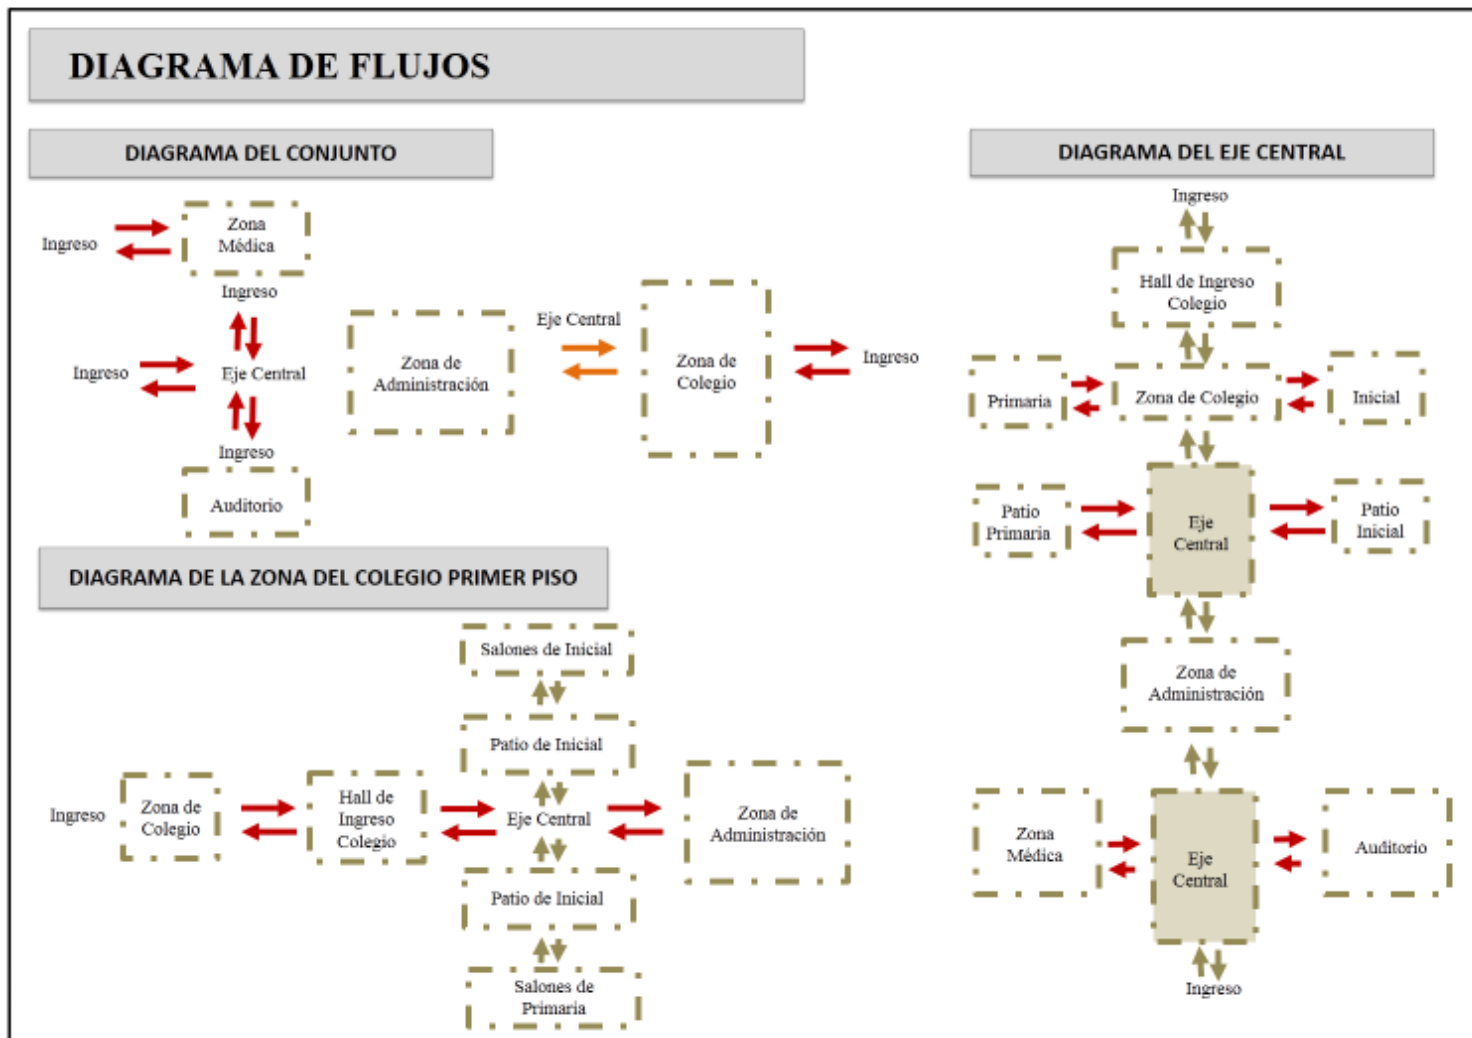 DIAGRAMA DE FLUJOS
DIAGRAMA DEL CONJUNTO
Zona
Médica
Ingreso
Ingreso
Ingreso
Eje Central
Ingreso
Auditorio
Zona de
Administración
Eje Central
Zona de
Colegio
Ingreso
DIAGRAMA DE LA ZONA DEL COLEGIO PRIMER PISO
Salones de Inicial
Patio de Inicial
Ingreso
Zona de
Colegio
Hall de
Ingreso
Colegio
Eje Central
Zona de
Administración
Patio de Inicial
Salones de
Primaria
DIAGRAMA DEL EJE CENTRAL
Ingreso
Hall de Ingreso
Colegio
Primaria
Zona de Colegio
Inicial
Patio
Primaria
Eje
Central
Patio
Inicial
Zona de
Administración
Zona
Médica
Eje
Central
Auditorio
Ingreso